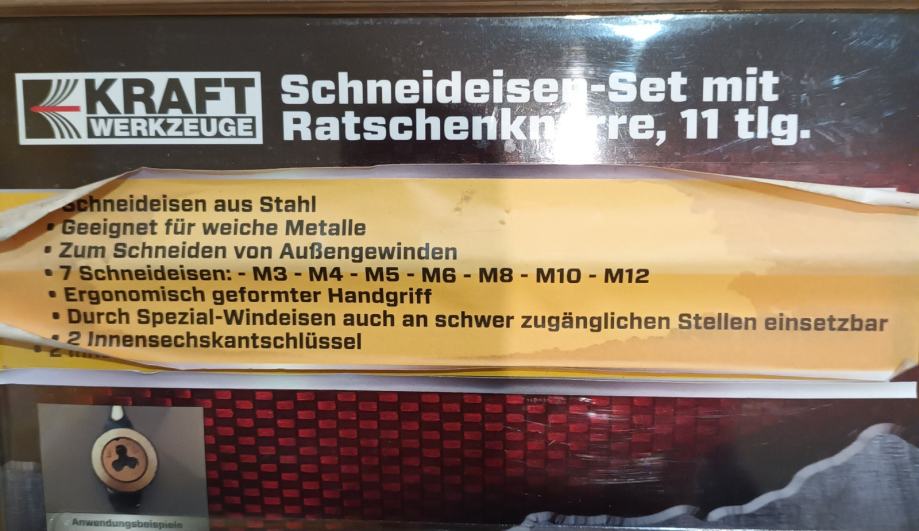 KRAFT
WERKZEUGE
Schneideisen-Set mit
Ratschenknarre, 11 tlg.
Schneideisen aus Stahl
• Geeignet für weiche Metalle
• Zum Schneiden von Außengewinden
• 7 Schneideisen: - M3 - M4 - M5 - M6 - M8 - M10 - M12
• Ergonomisch geformter Handgriff
• Durch Spezial-Windeisen auch an schwer zugänglichen Stellen einsetzbar
• 2 Innensechskantschlüssel
• 2
Anwendungsbeispiele